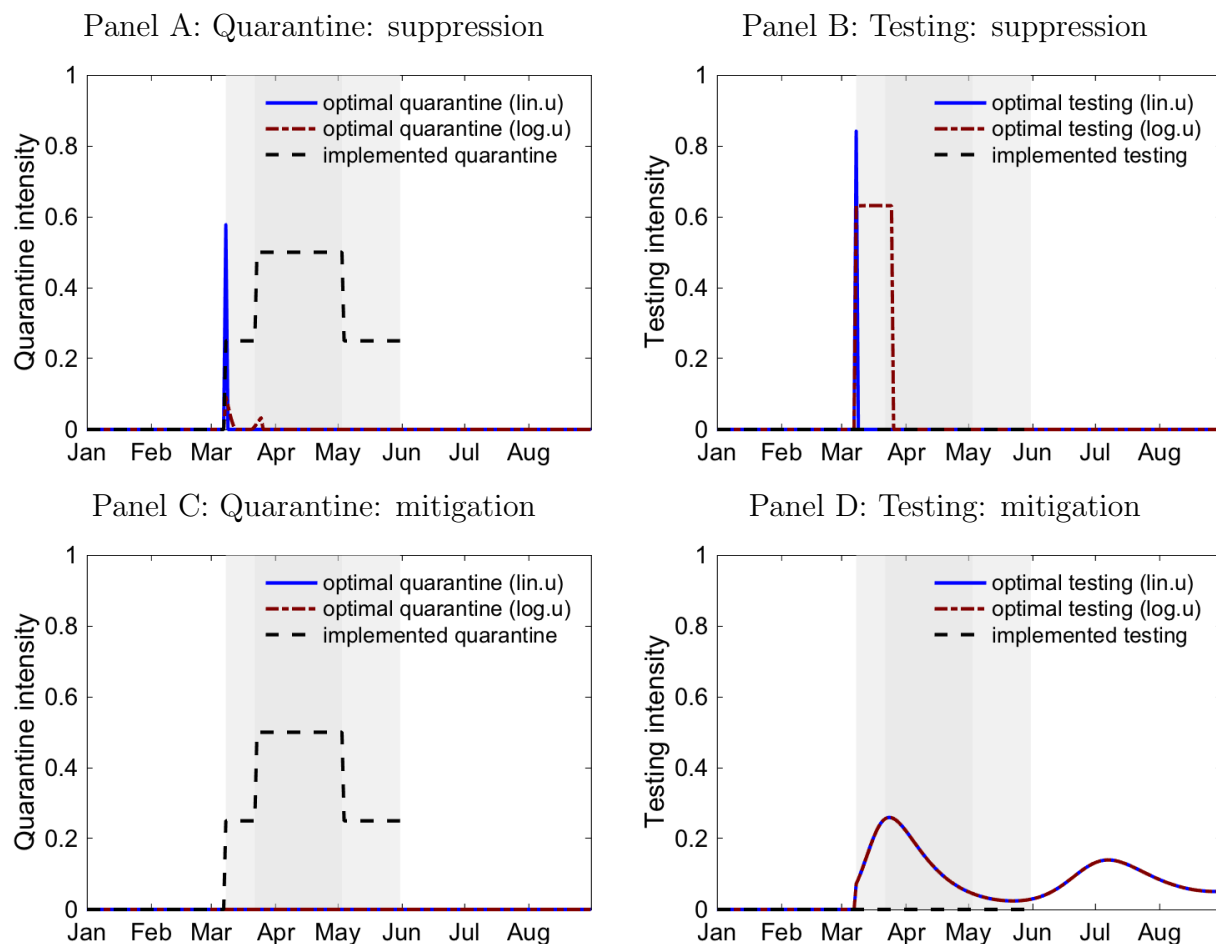 Panel A: Quarantine: suppression
Quarantine intensity
1
0.8
0.6
0.4
0.2
0
optimal quarantine (lin.u)
optimal quarantine (log.u)
implemented quarantine
Jan Feb Mar Apr May Jun Jul Aug
Panel B: Testing: suppression
Testing intensity
1
0.8
0.6
0.4
0.2
0
optimal testing (lin.u)
optimal testing (log.u)
implemented testing
Jan Feb Mar Apr May Jun Jul Aug
Panel C: Quarantine: mitigation
Quarantine intensity
1
0.8
0.6
0.4
0.2
0
optimal quarantine (lin.u)
optimal quarantine (log.u)
implemented quarantine
Jan Feb Mar Apr May Jun Jul Aug
Panel D: Testing: mitigation
Testing intensity
1
0.8
0.6
0.4
0.2
0
optimal testing (lin.u)
optimal testing (log.u)
implemented testing
Jan Feb Mar Apr May Jun Jul Aug